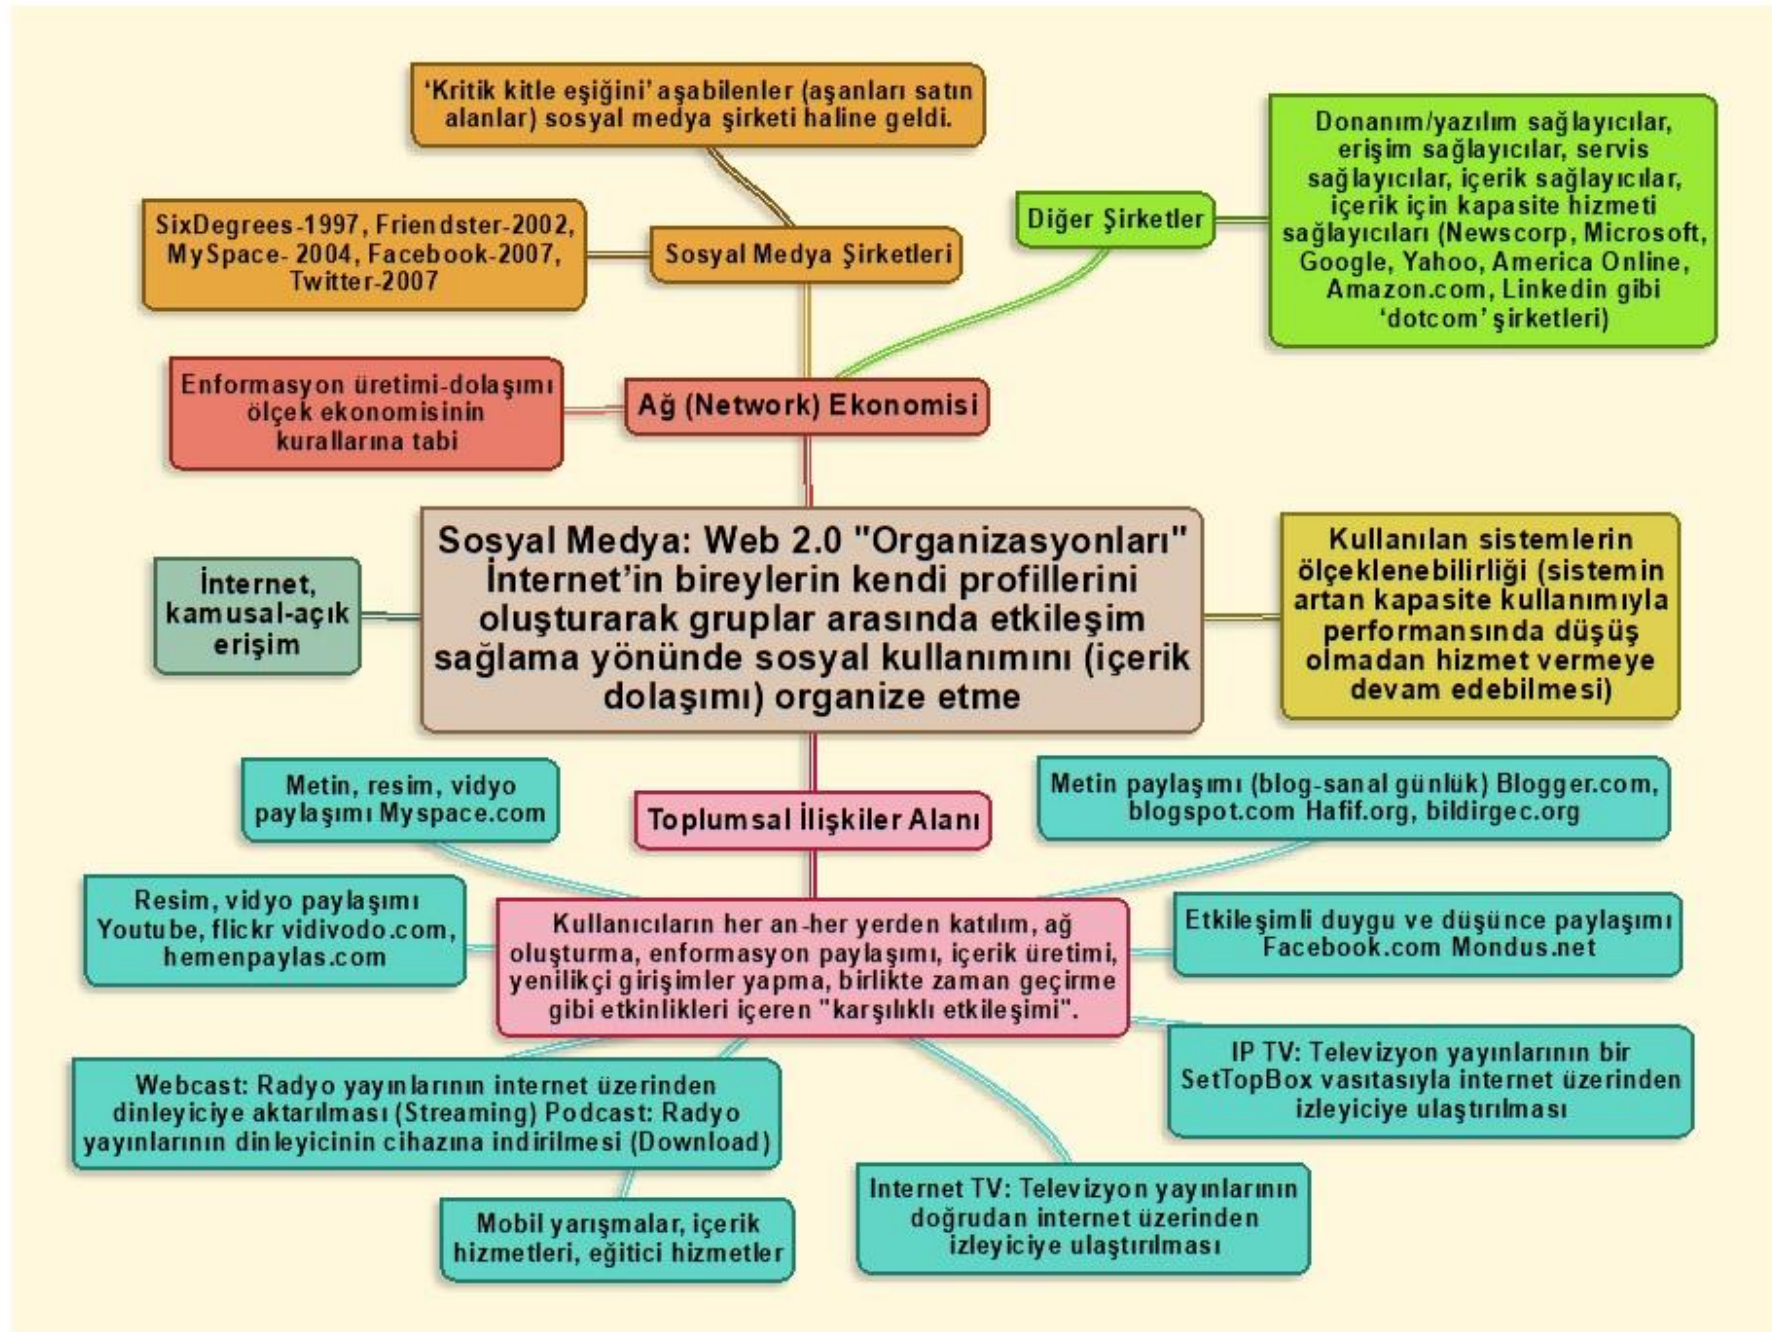 ‘Kritik kitle eşiğini’ aşabilenler (aşanları satın
alanlar) sosyal medya şirketi haline geldi.
Donanım/yazılım sağlayıcılar,
erişim sağlayıcılar, servis
sağlayıcılar, içerik sağlayıcılar,
içerik için kapasite hizmeti
sağlayıcıları (Newscorp, Microsoft,
Google, Yahoo, America Online,
Amazon.com, Linkedin gibi
‘dotcom’ şirketleri)
Diğer Şirketler
SixDegrees-1997, Friendster-2002,
MySpace- 2004, Facebook-2007,
Twitter-2007
Sosyal Medya Şirketleri
Enformasyon üretimi-dolaşımı
ölçek ekonomisinin
kurallarına tabi
Ağ (Network) Ekonomisi
İnternet,
kamusal-açık
erişim
Sosyal Medya: Web 2.0 "Organizasyonları"
İnternet’in bireylerin kendi profillerini
oluşturarak gruplar arasında etkileşim
sağlama yönünde sosyal kullanımını (içerik
dolaşımı) organize etme
Kullanılan sistemlerin
ölçeklenebilirliği (sistemin
artan kapasite kullanımıyla
performansında düşüş
olmadan hizmet vermeye
devam edebilmesi)
Metin, resim, vidyo
paylaşımı Myspace.com
Toplumsal İlişkiler Alanı
Metin paylaşımı (blog-sanal günlük) Blogger.com,
blogspot.com Hafif.org, bildirgec.org
Resim, vidyo paylaşımı
Youtube, flickr vidivodo.com,
hemenpaylas.com
Kullanıcıların her an-her yerden katılım, ağ
oluşturma, enformasyon paylaşımı, içerik üretimi,
yenilikçi girişimler yapma, birlikte zaman geçirme
gibi etkinlikleri içeren "karşılıklı etkileşimi".
Etkileşimli duygu ve düşünce paylaşımı
Facebook.com Mondus.net
IP TV: Televizyon yayınlarının bir
SetTopBox vasıtasıyla internet üzerinden
izleyiciye ulaştırılması
Webcast: Radyo yayınlarının internet üzerinden
dinleyiciye aktarılması (Streaming) Podcast: Radyo
yayınlarının dinleyicinin cihazına indirilmesi (Download)
Internet TV: Televizyon yayınlarının
doğrudan internet üzerinden
izleyiciye ulaştırılması
Mobil yarışmalar, içerik
hizmetleri, eğitici hizmetler